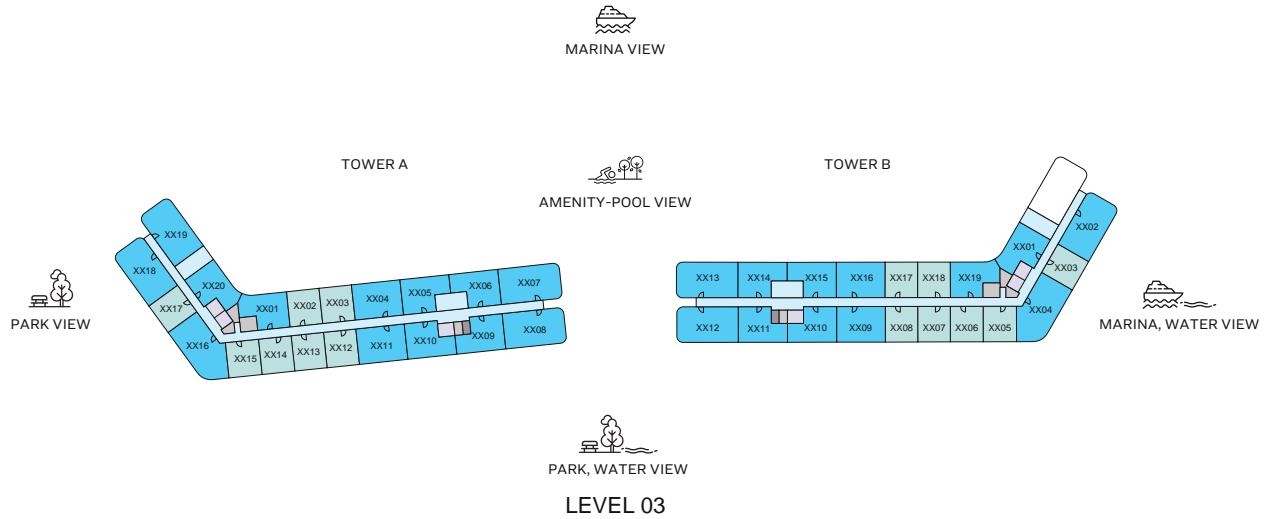 MARINA VIEW
TOWER A
TOWER B
AMENITY-POOL VIEW
PARK VIEW
MARINA, WATER VIEW
PARK, WATER VIEW
XX19
XX18
XX20
XX17
XX16
XX01
XX02
XX03
XX04
XX05
XX06
XX07
XX15
XX14
XX13
XX12
XX11
XX10
XX09
XX08
XX13
XX14
XX15
XX16
XX17
XX18
XX19
XX01
XX02
XX03
XX04
XX12
XX11
XX10
XX09
XX08
XX07
XX06
XX05
LEVEL 03